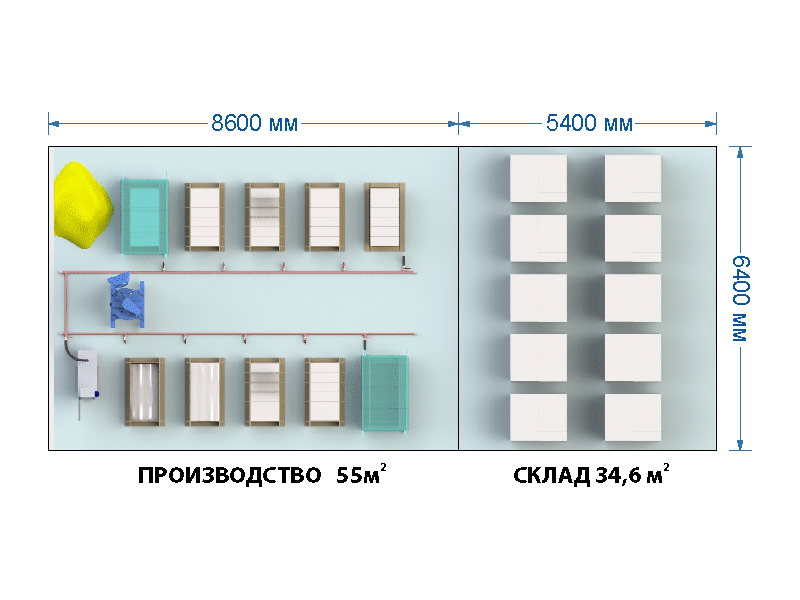 8600 мм
5400 мм
6400 мм
ПРОИЗВОДСТВО 55м²
СКЛАД 34,6 м²